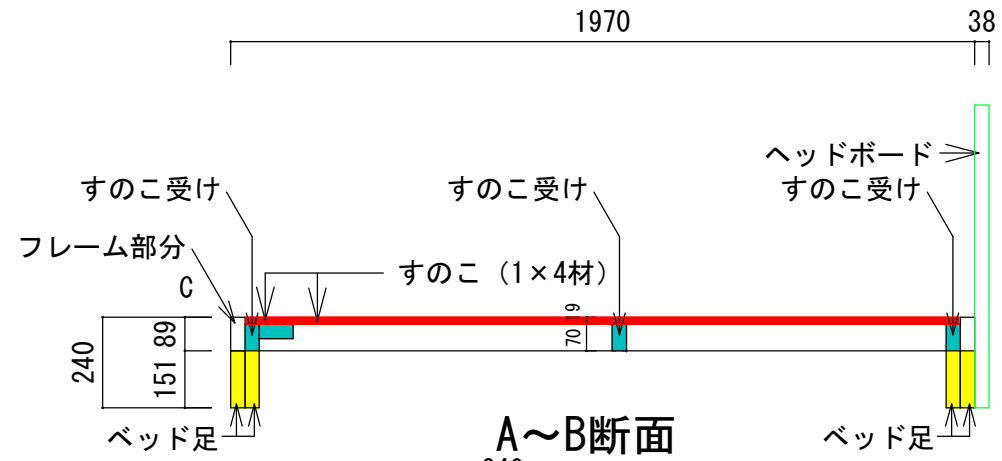 1970
38
ヘッドボード
すのこ受け
すのこ受け
すのこ受け
フレーム部分
すのこ（1×4材）
C
19
70
89
151
240
ベッド足
A～B断面
ベッド足